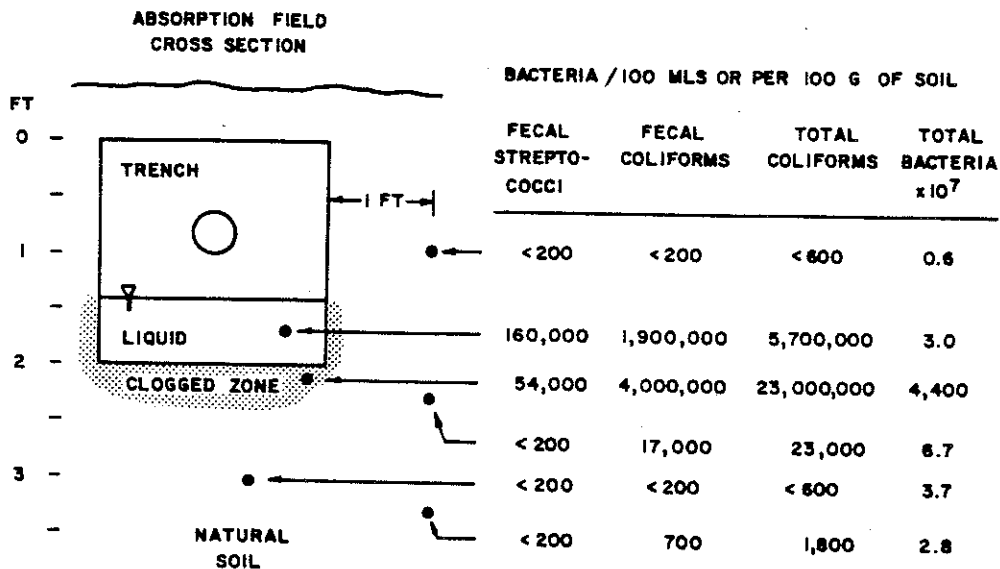 ABSORPTION FIELD
CROSS SECTION
BACTERIA / 100 MLS OR PER 100 G OF SOIL
FT
FECAL STREPTO- COCCI
FECAL COLIFORMS
TOTAL COLIFORMS
TOTAL BACTERIA x10⁷
0
TRENCH
1 FT
1
<200 <200 <600 0.6
LIQUID
160,000 1,900,000 5,700,000 3.0
2
CLOGGED ZONE
54,000 4,000,000 23,000,000 4,400
<200 17,000 23,000 6.7
3
<200 <200 <600 3.7
<200 700 1,800 2.8
NATURAL
SOIL